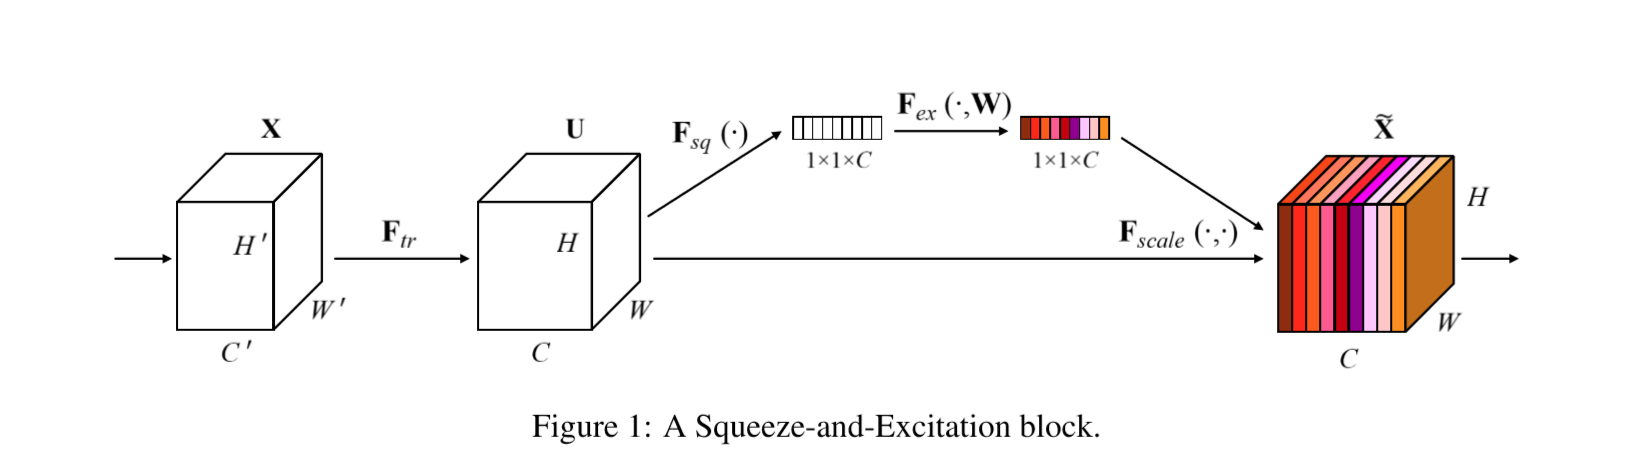 X
U
F_sq (·)
F_ex (·,W)
X̃
1×1×C
1×1×C
H
H′
F_tr
H
F_scale (·,·)
W′
W
W
C′
C
C
Figure 1: A Squeeze-and-Excitation block.